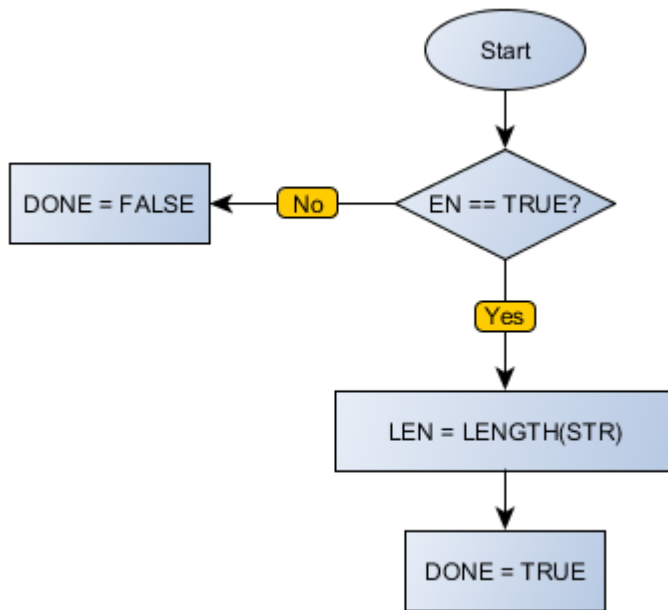 Start
EN == TRUE?
No
DONE = FALSE
Yes
LEN = LENGTH(STR)
DONE = TRUE